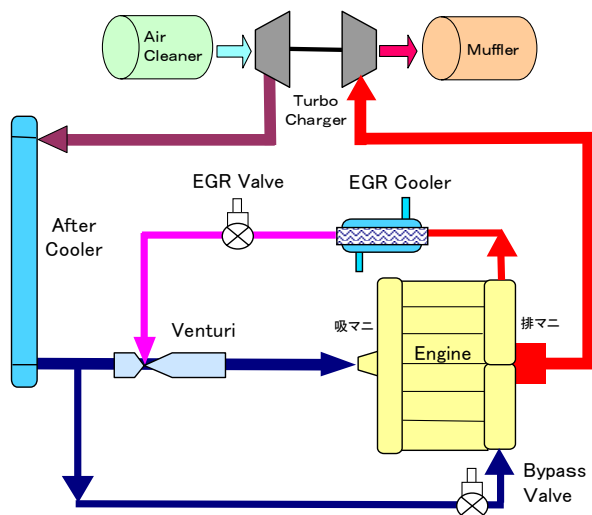 Air
Cleaner
Muffler
Turbo
Charger
EGR Valve
EGR Cooler
After
Cooler
Venturi
吸マニ
排マニ
Engine
Bypass
Valve